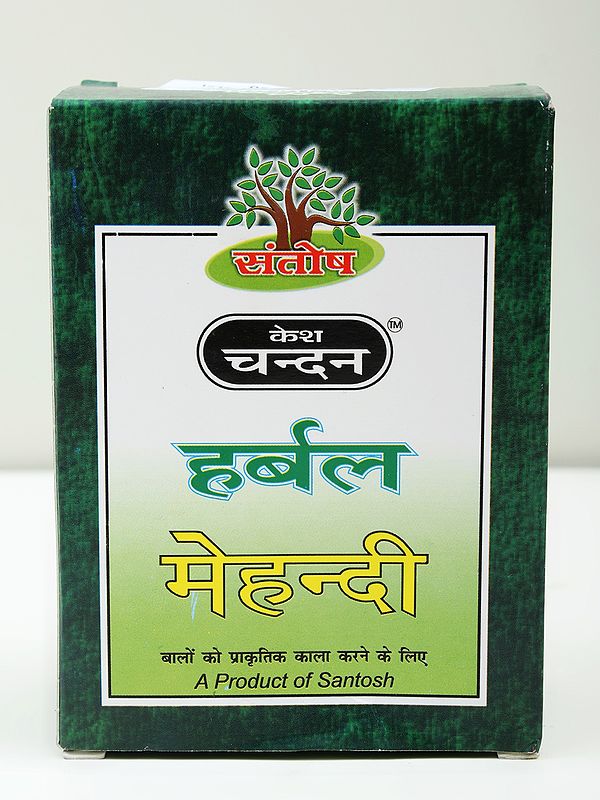 संतोष
केश
चन्दन
TM
हर्बल
मेहन्दी
बालों को प्राकृतिक काला करने के लिए
A Product of Santosh